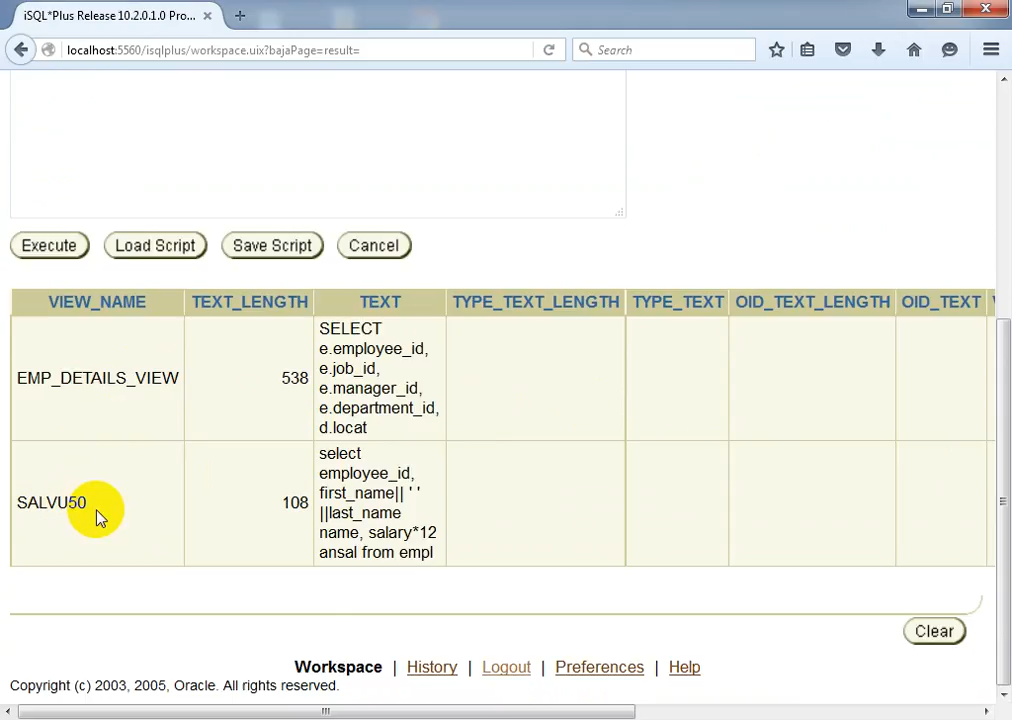 iSQL*Plus Release 10.2.0.1.0 Pro...
localhost:5560/isqlplus/workspace.uix?bajaPage=result=
Search
Execute
Load Script
Save Script
Cancel
VIEW_NAME TEXT_LENGTH TEXT TYPE_TEXT_LENGTH TYPE_TEXT OID_TEXT_LENGTH OID_TEXT
EMP_DETAILS_VIEW 538
SELECT
e.employee_id,
e.job_id,
e.manager_id,
e.department_id,
d.locat
SALVU50 108
select
employee_id,
first_name|| ' '
||last_name
name, salary*12
ansal from empl
Clear
Workspace | History | Logout | Preferences | Help
Copyright (c) 2003, 2005, Oracle. All rights reserved.